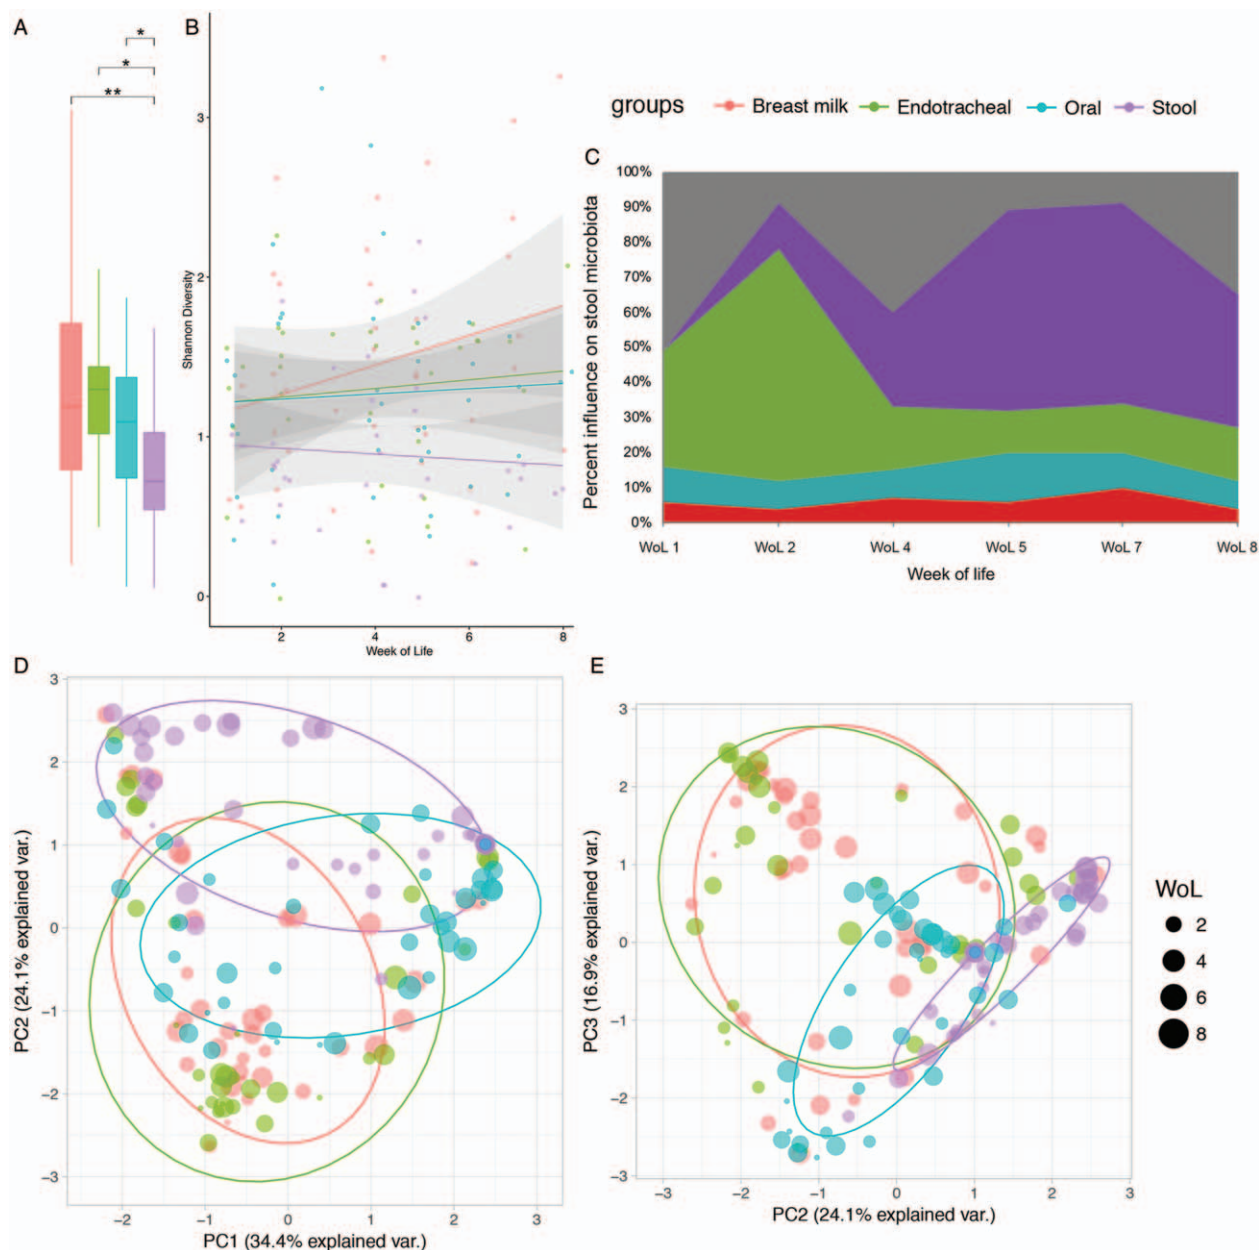 A
*
*
**
B
3
2
1
0
Shannon Diversity
2
4
6
8
Week of Life
groups
Breast milk
Endotracheal
Oral
Stool
C
100%
90%
80%
70%
60%
50%
40%
30%
20%
10%
0%
Percent influence on stool microbiota
WoL 1
WoL 2
WoL 4
WoL 5
WoL 7
WoL 8
Week of life
D
3
2
1
0
−1
−2
−3
PC2 (24.1% explained var.)
−2
−1
0
1
2
3
PC1 (34.4% explained var.)
E
3
2
1
0
−1
−2
−3
PC3 (16.9% explained var.)
−3
−2
−1
0
1
2
3
PC2 (24.1% explained var.)
WoL
2
4
6
8